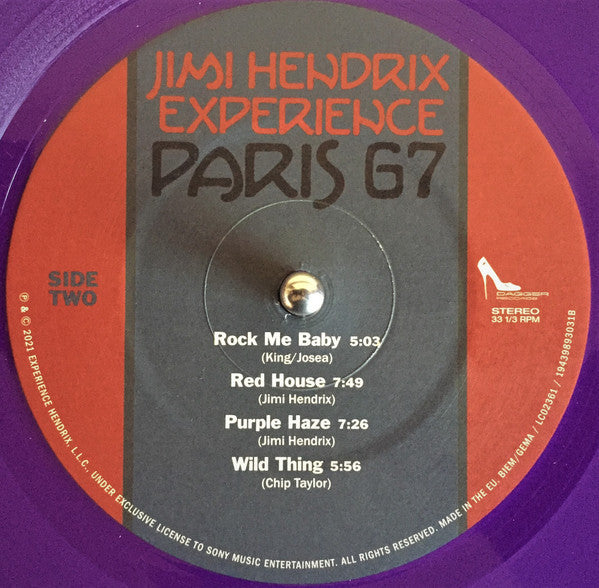 JIMI HENDRIX
EXPERIENCE
PARIS 67
SIDE
TWO
DAGGER
RECORDS
STEREO
33 1/3 RPM
Rock Me Baby 5:03
(King/Josea)
Red House 7:49
(Jimi Hendrix)
Purple Haze 7:26
(Jimi Hendrix)
Wild Thing 5:56
(Chip Taylor)
℗ & © 2021 EXPERIENCE HENDRIX, L.L.C., UNDER EXCLUSIVE LICENSE TO SONY MUSIC ENTERTAINMENT. ALL RIGHTS RESERVED. MADE IN THE EU. BIEM/GEMA / LC02361 / 19439893031B